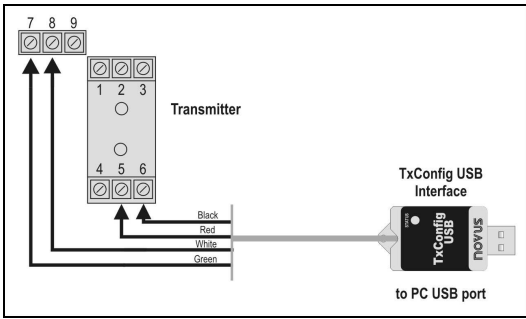 7 8 9
1 2 3
Transmitter
4 5 6
Black
Red
White
Green
TxConfig USB
Interface
STATUS
TxConfig
USB
novus
to PC USB port